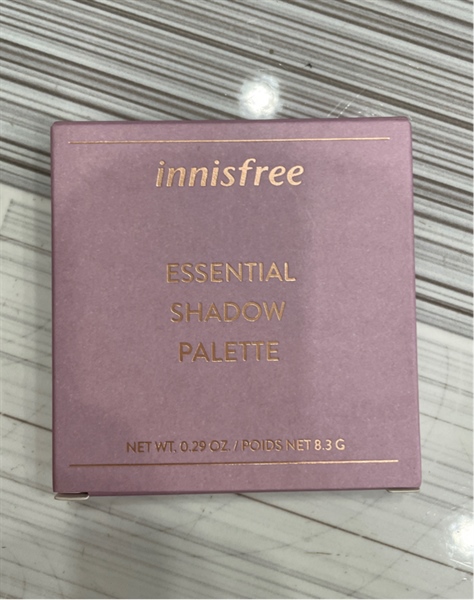 innisfree
ESSENTIAL
SHADOW
PALETTE
NET WT. 0.29 OZ. / POIDS NET 8.3 G